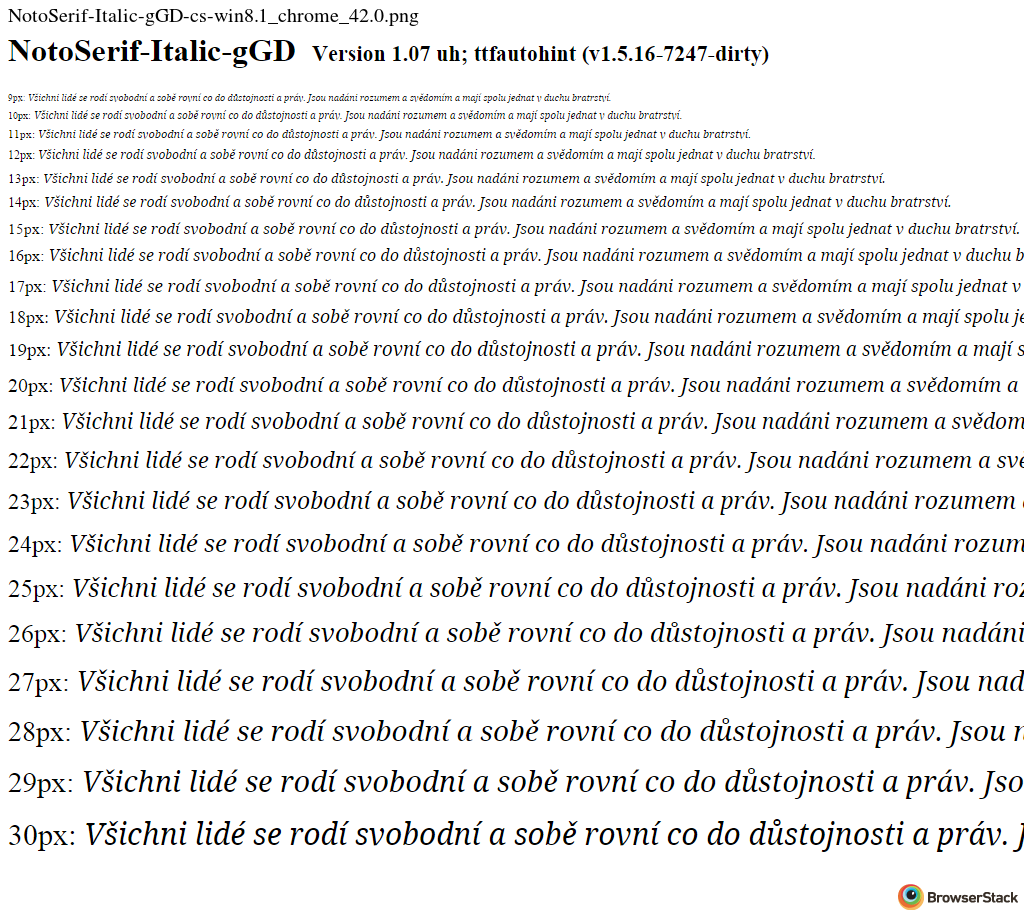 NotoSerif-Italic-gGD-cs-win8.1_chrome_42.0.png
NotoSerif-Italic-gGD Version 1.07 uh; ttfautohint (v1.5.16-7247-dirty)
9px: Všichni lidé se rodí svobodní a sobě rovní co do důstojnosti a práv. Jsou nadáni rozumem a svědomím a mají spolu jednat v duchu bratrství.
10px: Všichni lidé se rodí svobodní a sobě rovní co do důstojnosti a práv. Jsou nadáni rozumem a svědomím a mají spolu jednat v duchu bratrství.
11px: Všichni lidé se rodí svobodní a sobě rovní co do důstojnosti a práv. Jsou nadáni rozumem a svědomím a mají spolu jednat v duchu bratrství.
12px: Všichni lidé se rodí svobodní a sobě rovní co do důstojnosti a práv. Jsou nadáni rozumem a svědomím a mají spolu jednat v duchu bratrství.
13px: Všichni lidé se rodí svobodní a sobě rovní co do důstojnosti a práv. Jsou nadáni rozumem a svědomím a mají spolu jednat v duchu bratrství.
14px: Všichni lidé se rodí svobodní a sobě rovní co do důstojnosti a práv. Jsou nadáni rozumem a svědomím a mají spolu jednat v duchu bratrství.
15px: Všichni lidé se rodí svobodní a sobě rovní co do důstojnosti a práv. Jsou nadáni rozumem a svědomím a mají spolu jednat v duchu bratrství.
16px: Všichni lidé se rodí svobodní a sobě rovní co do důstojnosti a práv. Jsou nadáni rozumem a svědomím a mají spolu jednat v duchu b
17px: Všichni lidé se rodí svobodní a sobě rovní co do důstojnosti a práv. Jsou nadáni rozumem a svědomím a mají spolu jednat v
18px: Všichni lidé se rodí svobodní a sobě rovní co do důstojnosti a práv. Jsou nadáni rozumem a svědomím a mají spolu je
19px: Všichni lidé se rodí svobodní a sobě rovní co do důstojnosti a práv. Jsou nadáni rozumem a svědomím a mají s
20px: Všichni lidé se rodí svobodní a sobě rovní co do důstojnosti a práv. Jsou nadáni rozumem a svědomím a
21px: Všichni lidé se rodí svobodní a sobě rovní co do důstojnosti a práv. Jsou nadáni rozumem a svědom
22px: Všichni lidé se rodí svobodní a sobě rovní co do důstojnosti a práv. Jsou nadáni rozumem a svě
23px: Všichni lidé se rodí svobodní a sobě rovní co do důstojnosti a práv. Jsou nadáni rozumem
24px: Všichni lidé se rodí svobodní a sobě rovní co do důstojnosti a práv. Jsou nadáni rozum
25px: Všichni lidé se rodí svobodní a sobě rovní co do důstojnosti a práv. Jsou nadáni roz
26px: Všichni lidé se rodí svobodní a sobě rovní co do důstojnosti a práv. Jsou nadáni
27px: Všichni lidé se rodí svobodní a sobě rovní co do důstojnosti a práv. Jsou nad
28px: Všichni lidé se rodí svobodní a sobě rovní co do důstojnosti a práv. Jsou n
29px: Všichni lidé se rodí svobodní a sobě rovní co do důstojnosti a práv. Jso
30px: Všichni lidé se rodí svobodní a sobě rovní co do důstojnosti a práv. J
BrowserStack